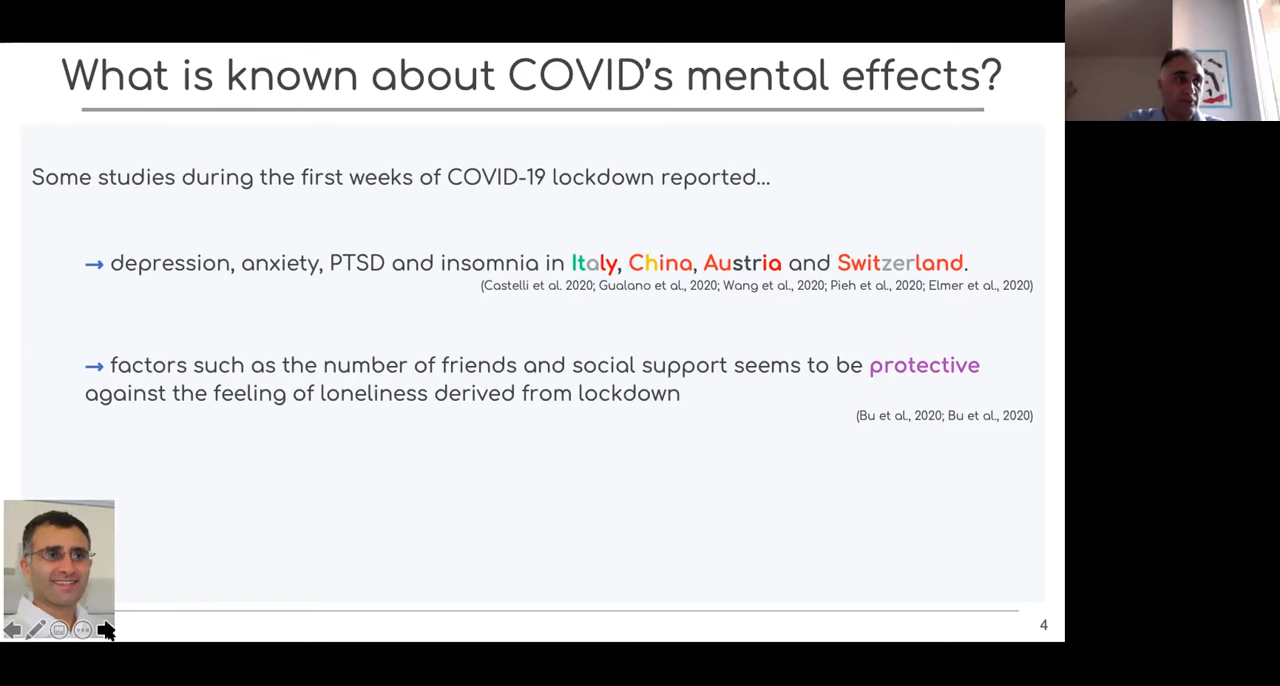 What is known about COVID's mental effects?
Some studies during the first weeks of COVID-19 lockdown reported...
→ depression, anxiety, PTSD and insomnia in Italy, China, Austria and Switzerland.
(Castelli et al. 2020; Gualano et al., 2020; Wang et al., 2020; Pieh et al., 2020; Elmer et al., 2020)
→ factors such as the number of friends and social support seems to be protective
against the feeling of loneliness derived from lockdown
(Bu et al., 2020; Bu et al., 2020)
4